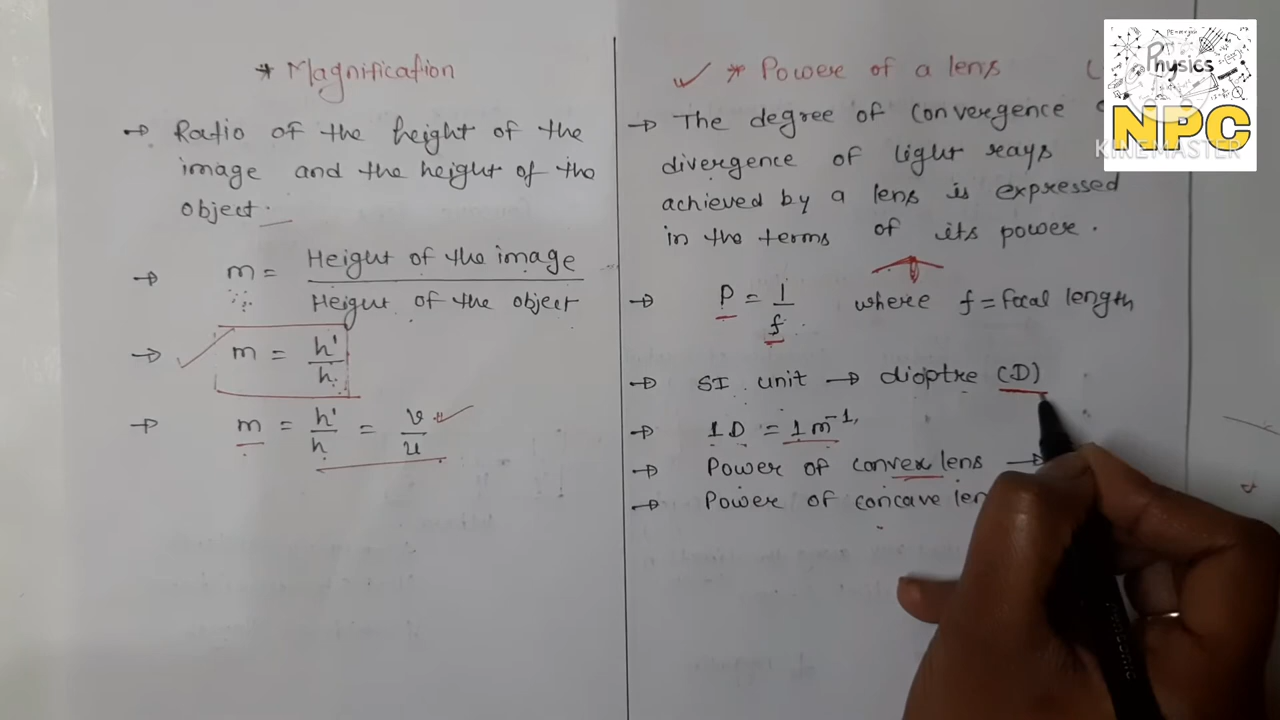 * Magnification
→ Ratio of the height of the
image and the height of the
object.
→ m = Height of the image
Height of the object
→ m = h'
h
→ m = h' = v
h u
✓ * Power of a lens (
→ The degree of convergence
divergence of light rays
achieved by a lens is expressed
in the terms of its power.
→ P = 1 where f = focal length
f
→ SI unit → dioptre (D)
→ 1 D = 1 m⁻¹,
→ Power of convex lens →
→ Power of concave len
Physics
NPC
KINEMASTER